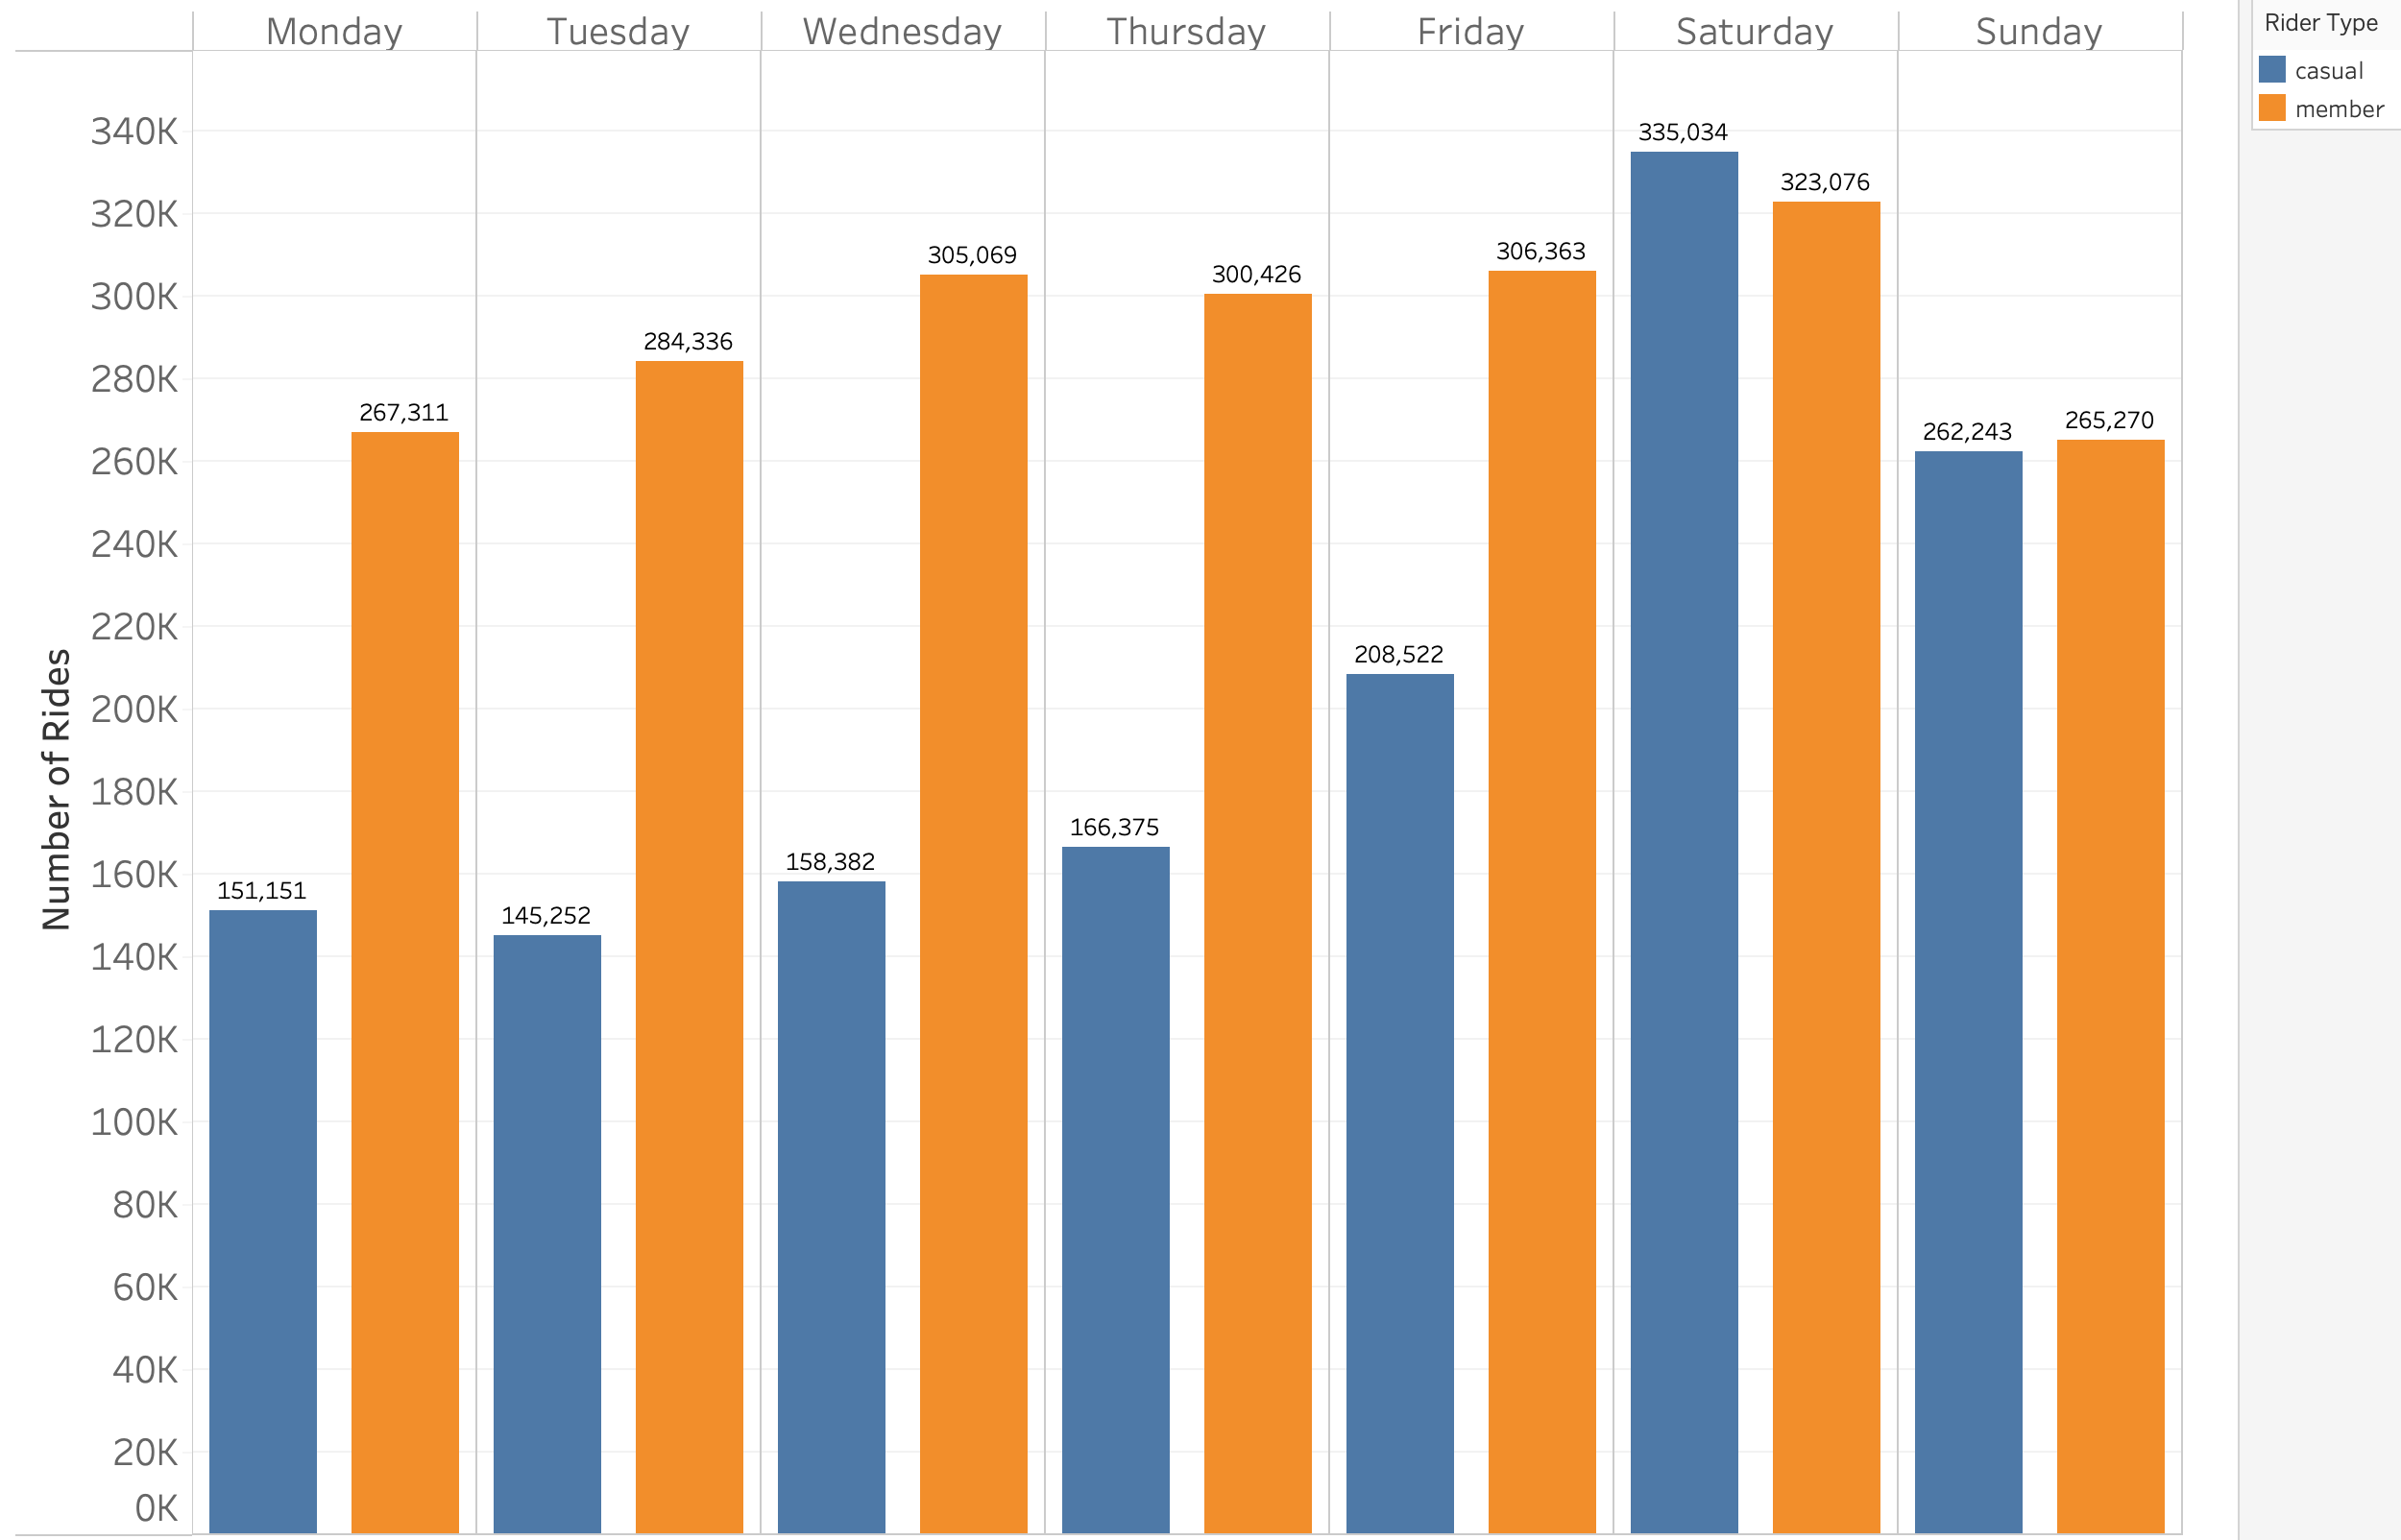 Monday Tuesday Wednesday Thursday Friday Saturday Sunday
Rider Type
casual
member
Number of Rides
340K
320K
300K
280K
260K
240K
220K
200K
180K
160K
140K
120K
100K
80K
60K
40K
20K
0K
151,151
267,311
145,252
284,336
158,382
305,069
166,375
300,426
208,522
306,363
335,034
323,076
262,243
265,270